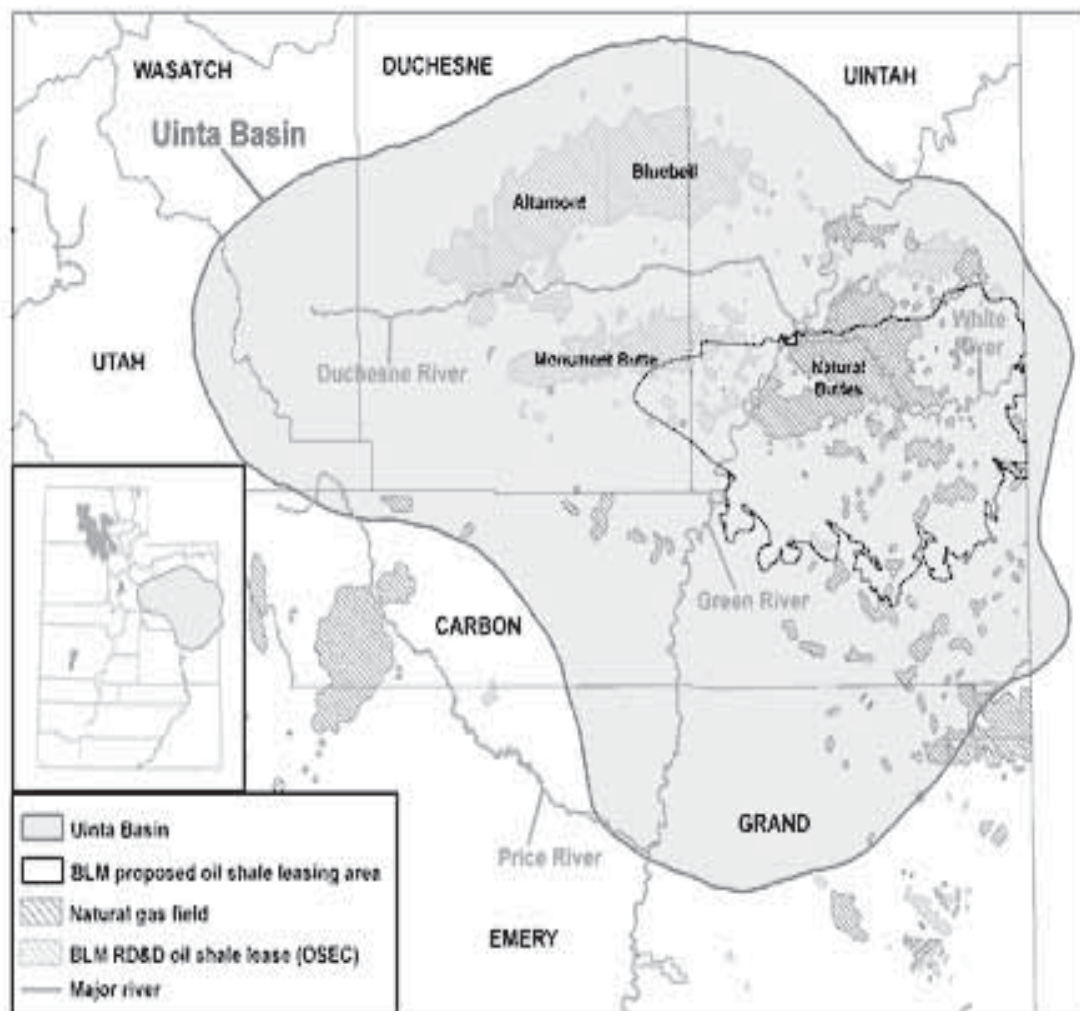 WASATCH
DUCHESNE
UINTAH
Uinta Basin
Bluebell
Altamont
UTAH
Duchesne River
Monument Butte
White
River
Natural
Buttes
Green River
CARBON
GRAND
Price River
EMERY
Uinta Basin
BLM proposed oil shale leasing area
Natural gas field
BLM RD&D oil shale lease (OSEC)
Major river